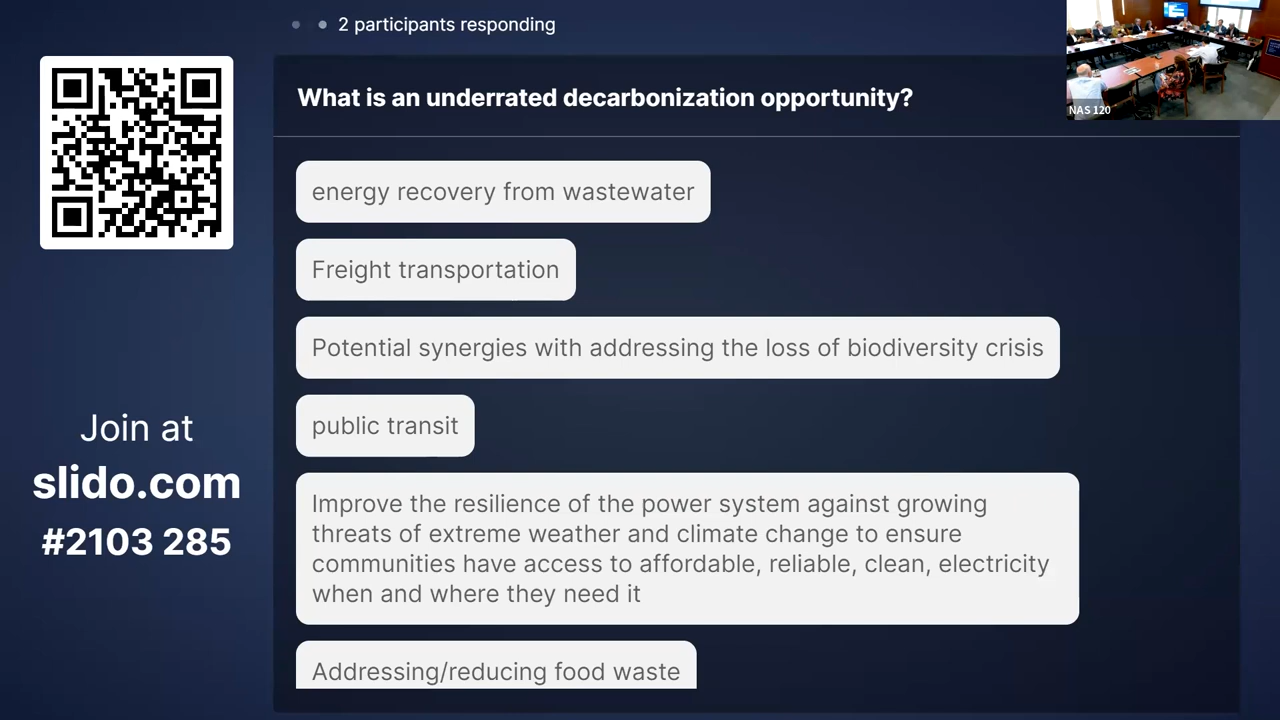 2 participants responding
What is an underrated decarbonization opportunity?
NAS 120
energy recovery from wastewater
Freight transportation
Potential synergies with addressing the loss of biodiversity crisis
public transit
Improve the resilience of the power system against growing
threats of extreme weather and climate change to ensure
communities have access to affordable, reliable, clean, electricity
when and where they need it
Addressing/reducing food waste
Join at
slido.com
#2103 285